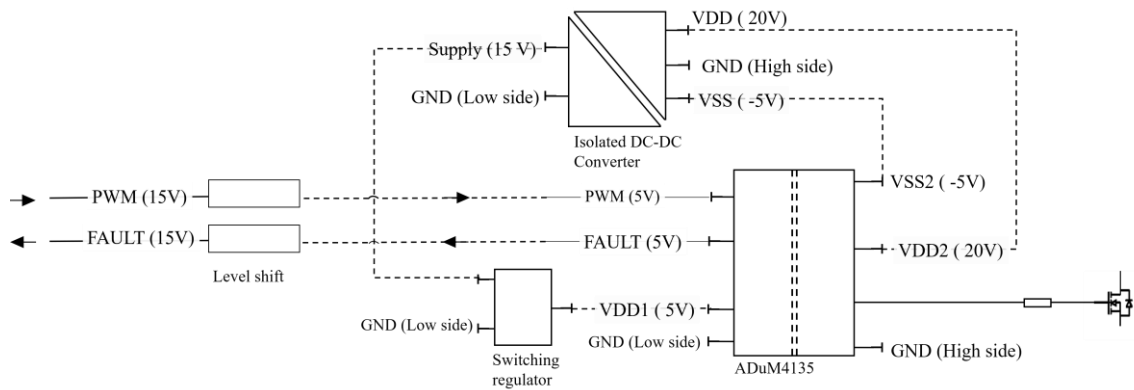 VDD ( 20V)
Supply (15 V)
GND (High side)
GND (Low side)
VSS ( -5V)
Isolated DC-DC
Converter
PWM (15V)
PWM (5V)
VSS2 ( -5V)
FAULT (15V)
FAULT (5V)
VDD2 ( 20V)
Level shift
VDD1 ( 5V)
GND (Low side)
GND (Low side)
GND (High side)
Switching
regulator
ADuM4135